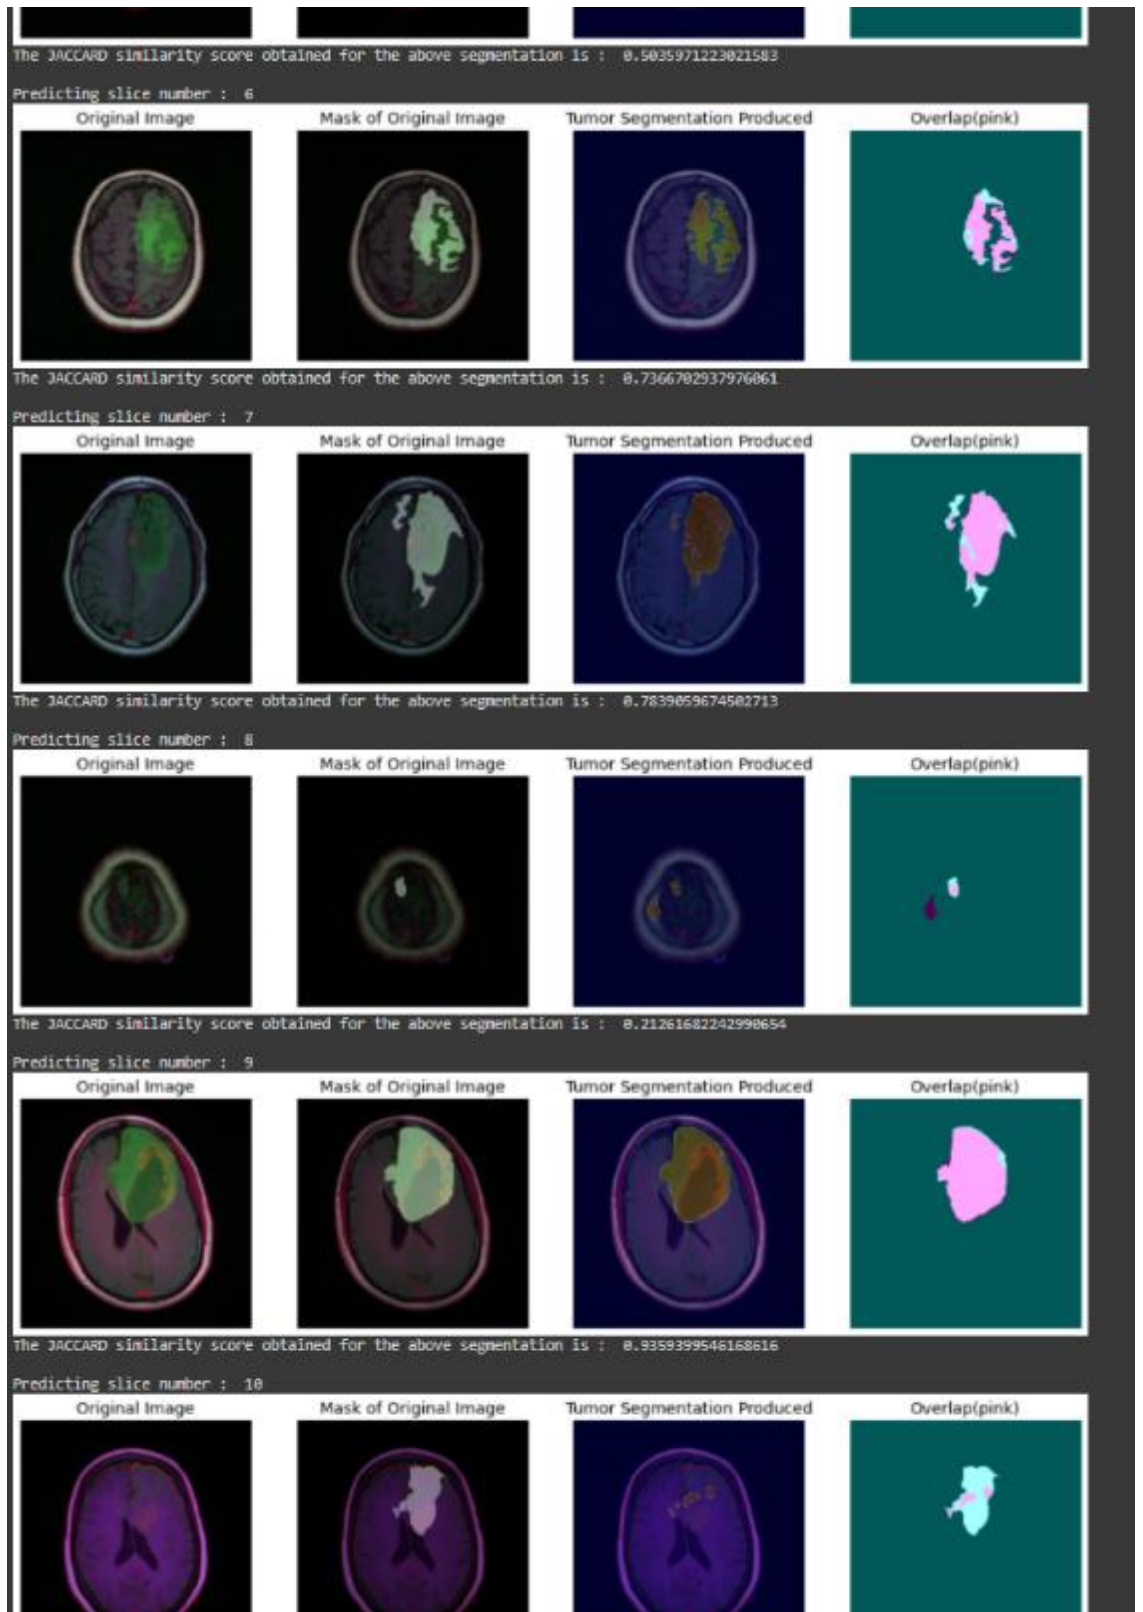 The JACCARD similarity score obtained for the above segmentation is : 0.5035971223021583
Predicting slice number : 6
Original Image Mask of Original Image Tumor Segmentation Produced Overlap(pink)
The JACCARD similarity score obtained for the above segmentation is : 0.7366702937976061
Predicting slice number : 7
Original Image Mask of Original Image Tumor Segmentation Produced Overlap(pink)
The JACCARD similarity score obtained for the above segmentation is : 0.7839059674502713
Predicting slice number : 8
Original Image Mask of Original Image Tumor Segmentation Produced Overlap(pink)
The JACCARD similarity score obtained for the above segmentation is : 0.21261682242990654
Predicting slice number : 9
Original Image Mask of Original Image Tumor Segmentation Produced Overlap(pink)
The JACCARD similarity score obtained for the above segmentation is : 0.9359399546168616
Predicting slice number : 10
Original Image Mask of Original Image Tumor Segmentation Produced Overlap(pink)